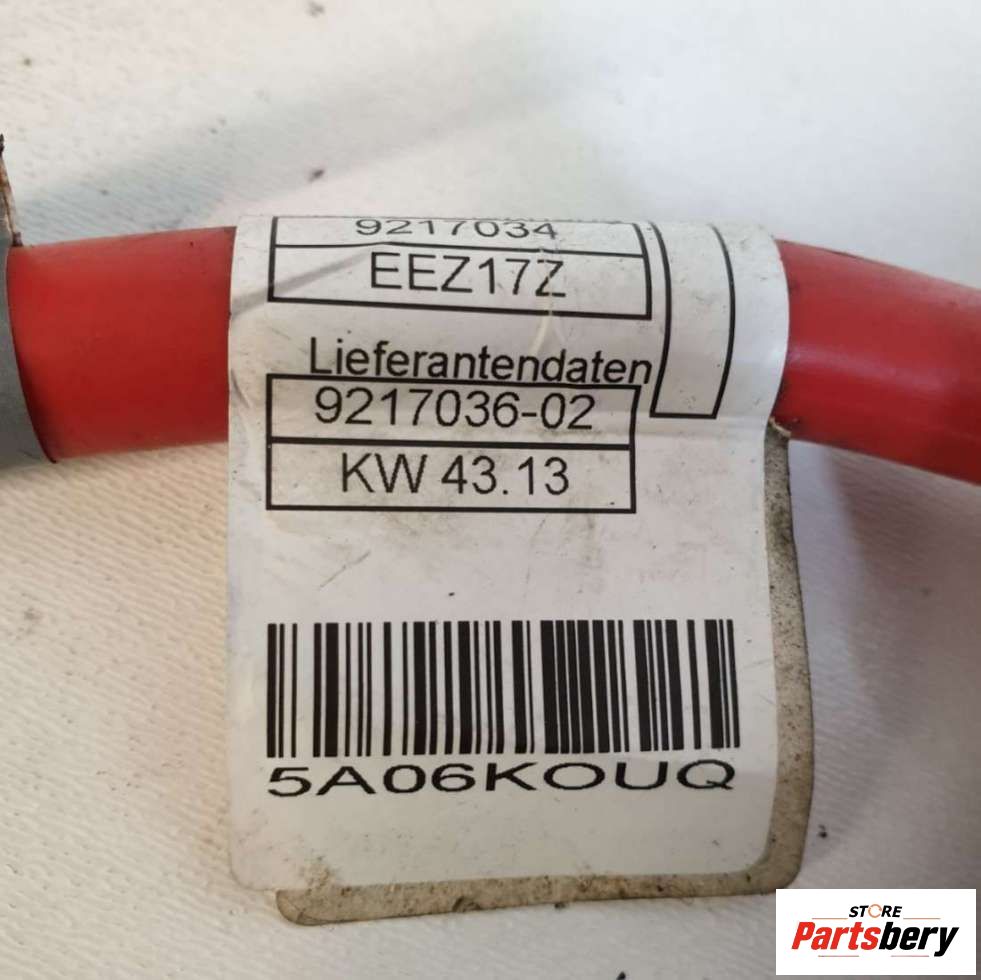 9217034
EEZ17Z
Lieferantendaten
9217036-02
KW 43.13
5A06KOUQ
STORE
Partsbery